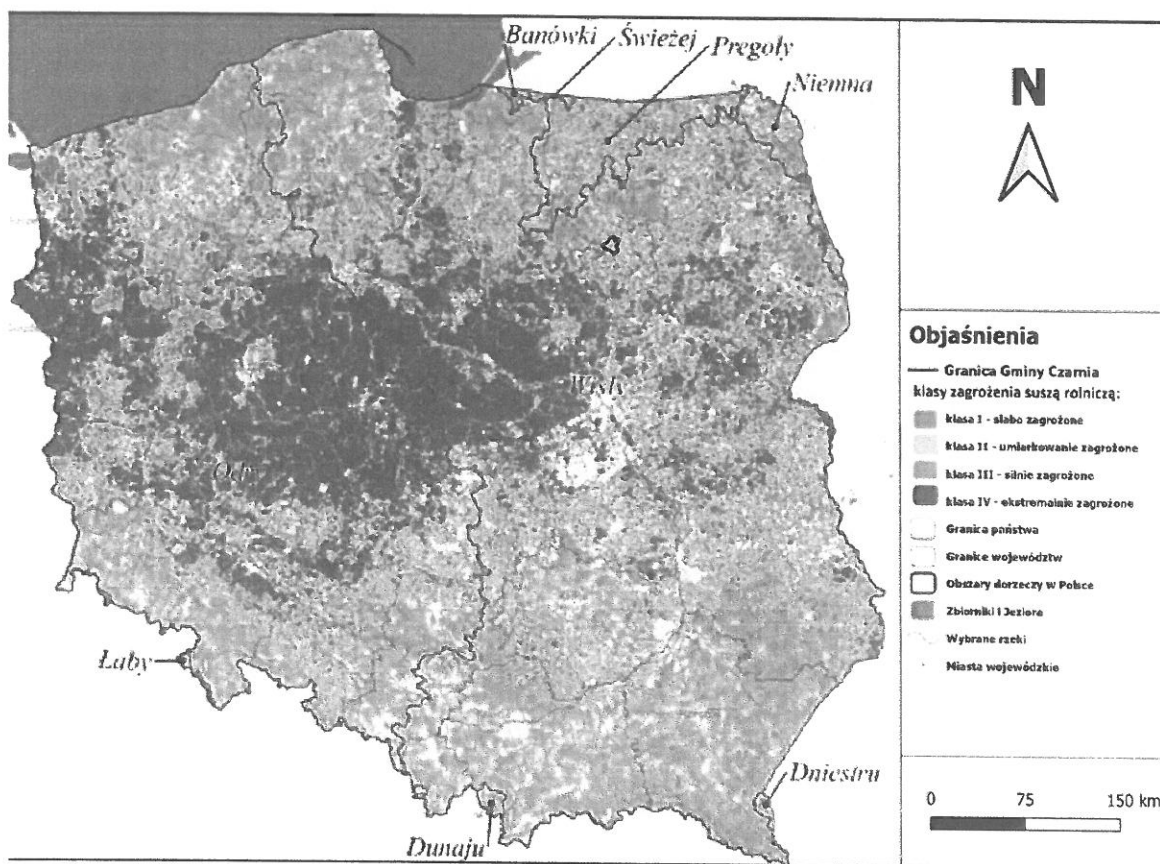 Banówki
Świeżej
Pregoły
Niemna
Wisły
Odry
Łaby
Dunaju
Dniestru
N
Objaśnienia
Granica Gminy Czarnia
klasy zagrożenia suszą rolniczą:
klasa I - słabo zagrożone
klasa II - umiarkowanie zagrożone
klasa III - silnie zagrożone
klasa IV - ekstremalnie zagrożone
Granica państwa
Granice województw
Obszary dorzeczy w Polsce
Zbiorniki i Jeziora
Wybrane rzeki
Miasta wojewódzkie
0 75 150 km